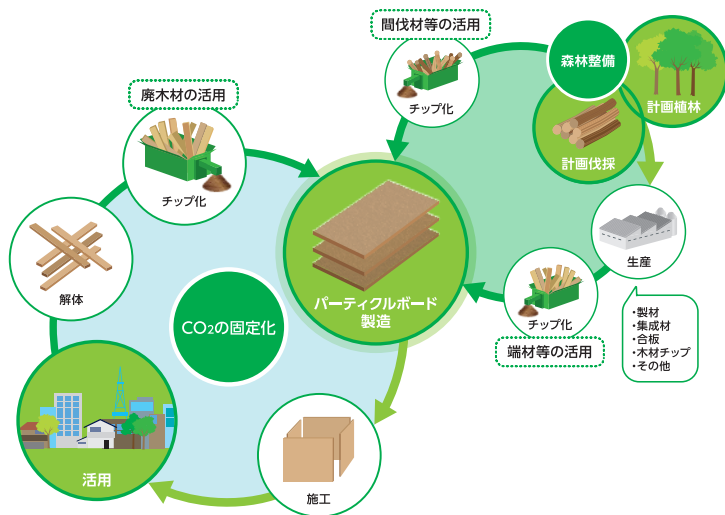 間伐材等の活用
チップ化
森林整備
計画植林
計画伐採
廃木材の活用
チップ化
解体
パーティクルボード
製造
生産
・製材
・集成材
・合板
・木材チップ
・その他
チップ化
端材等の活用
CO₂の固定化
活用
施工